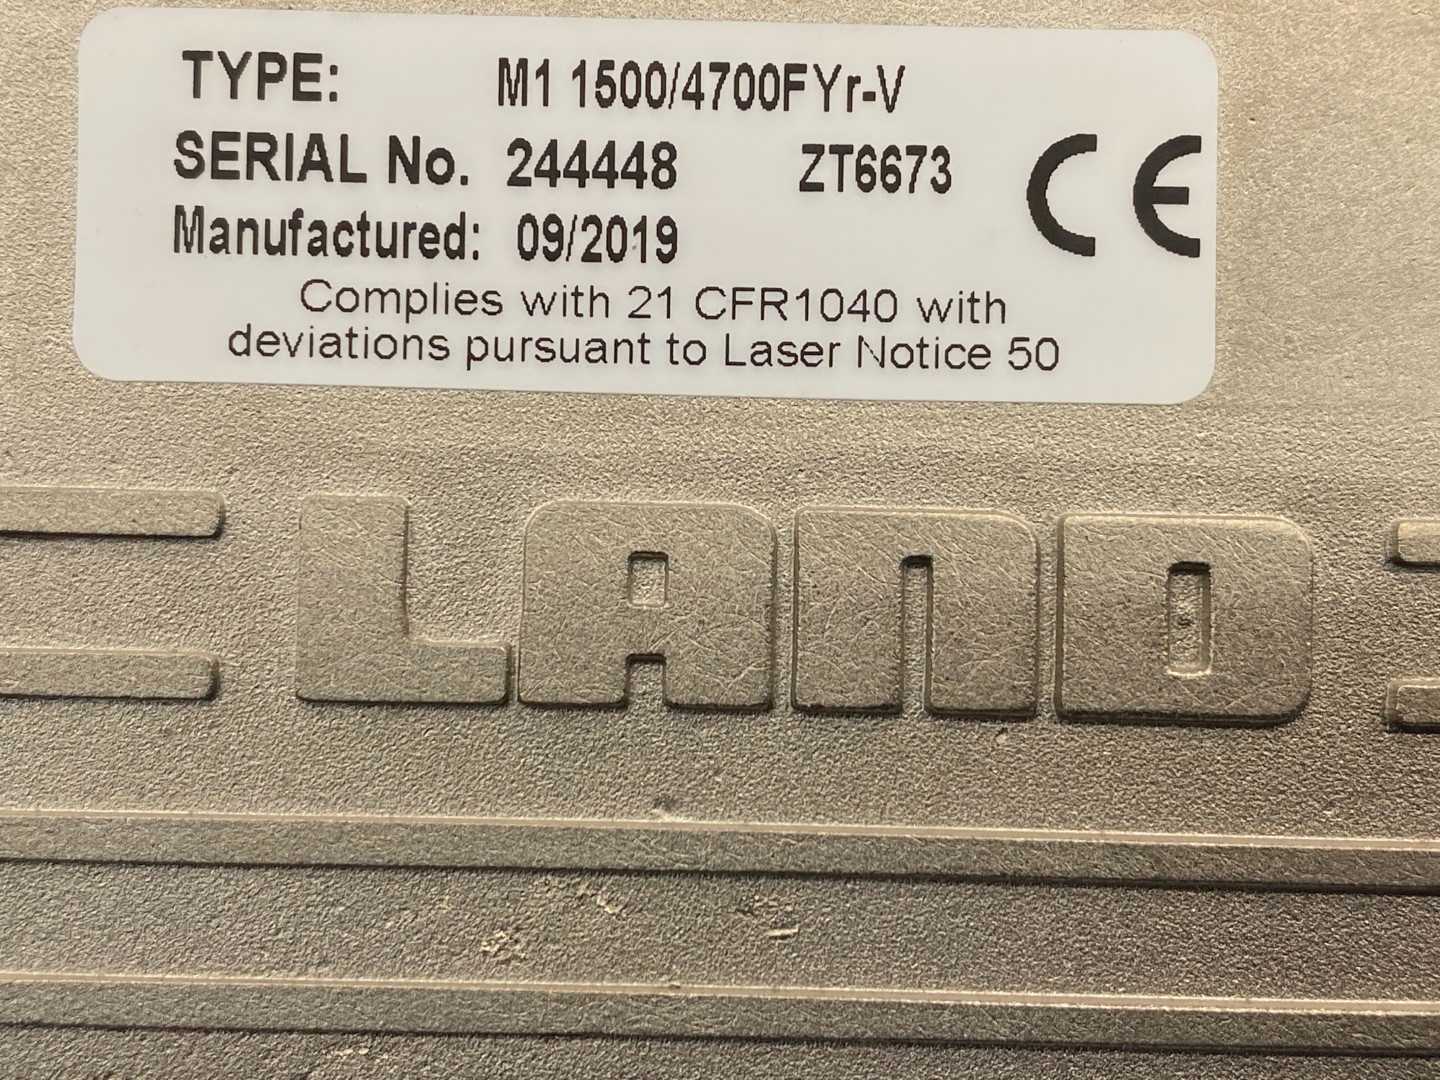 TYPE: M1 1500/4700FYr-V
SERIAL No. 244448 ZT6673 CE
Manufactured: 09/2019
Complies with 21 CFR1040 with
deviations pursuant to Laser Notice 50
LAND